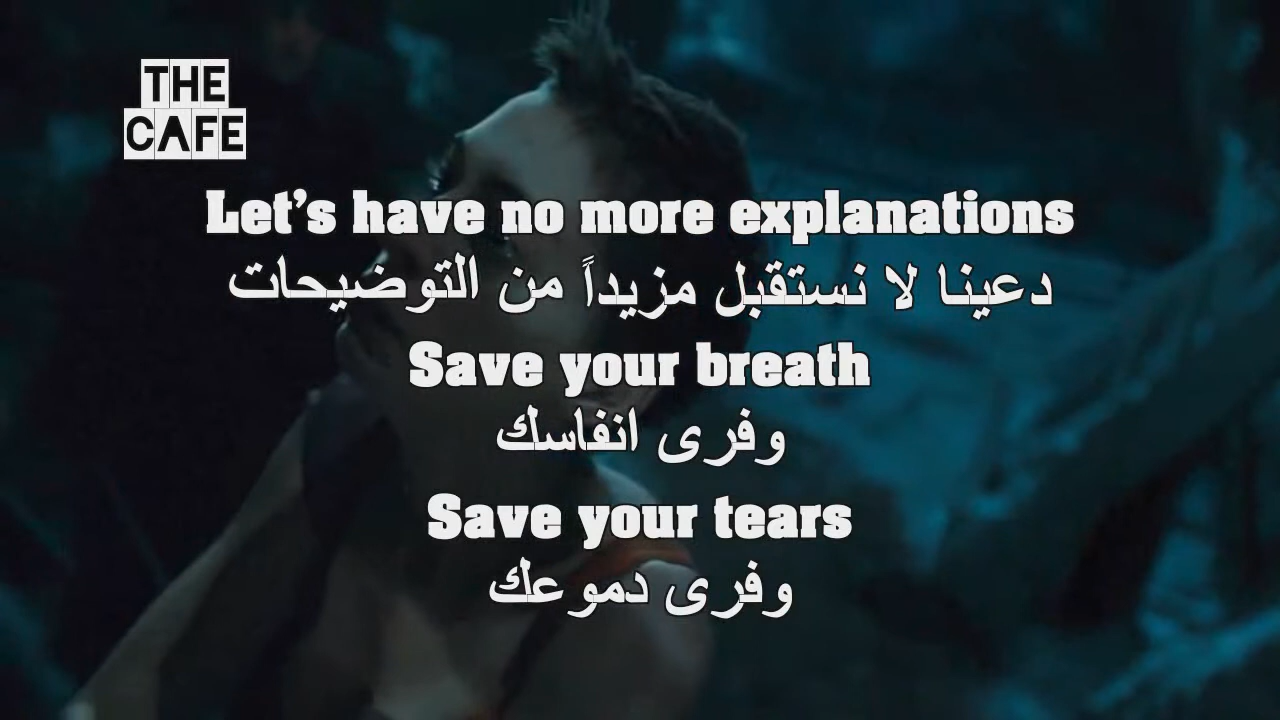 THE
CAFE
Let's have no more explanations
دعينا لا نستقبل مزيداً من التوضيحات
Save your breath
وفرى انفاسك
Save your tears
وفرى دموعك